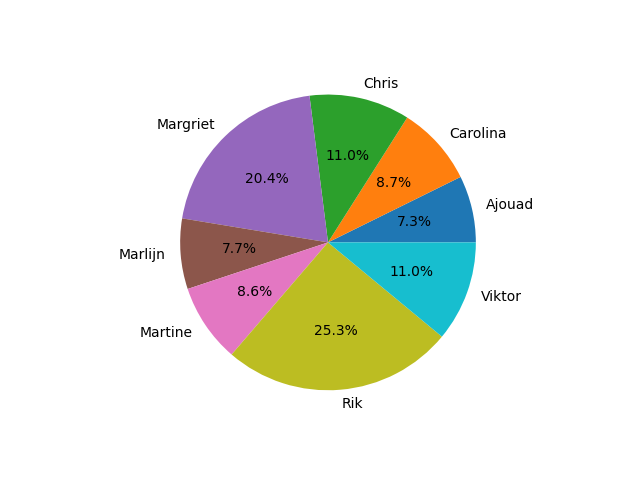 Chris
Margriet
Carolina
11.0%
20.4%
8.7%
Ajouad
7.3%
7.7%
Marlijn
11.0%
Viktor
8.6%
Martine
25.3%
Rik